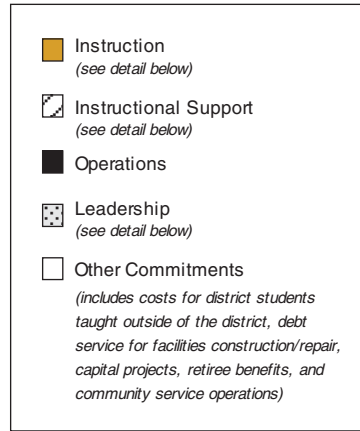 Instruction
(see detail below)
Instructional Support
(see detail below)
Operations
Leadership
(see detail below)
Other Commitments
(includes costs for district students
taught outside of the district, debt
service for facilities construction/repair,
capital projects, retiree benefits, and
community service operations)